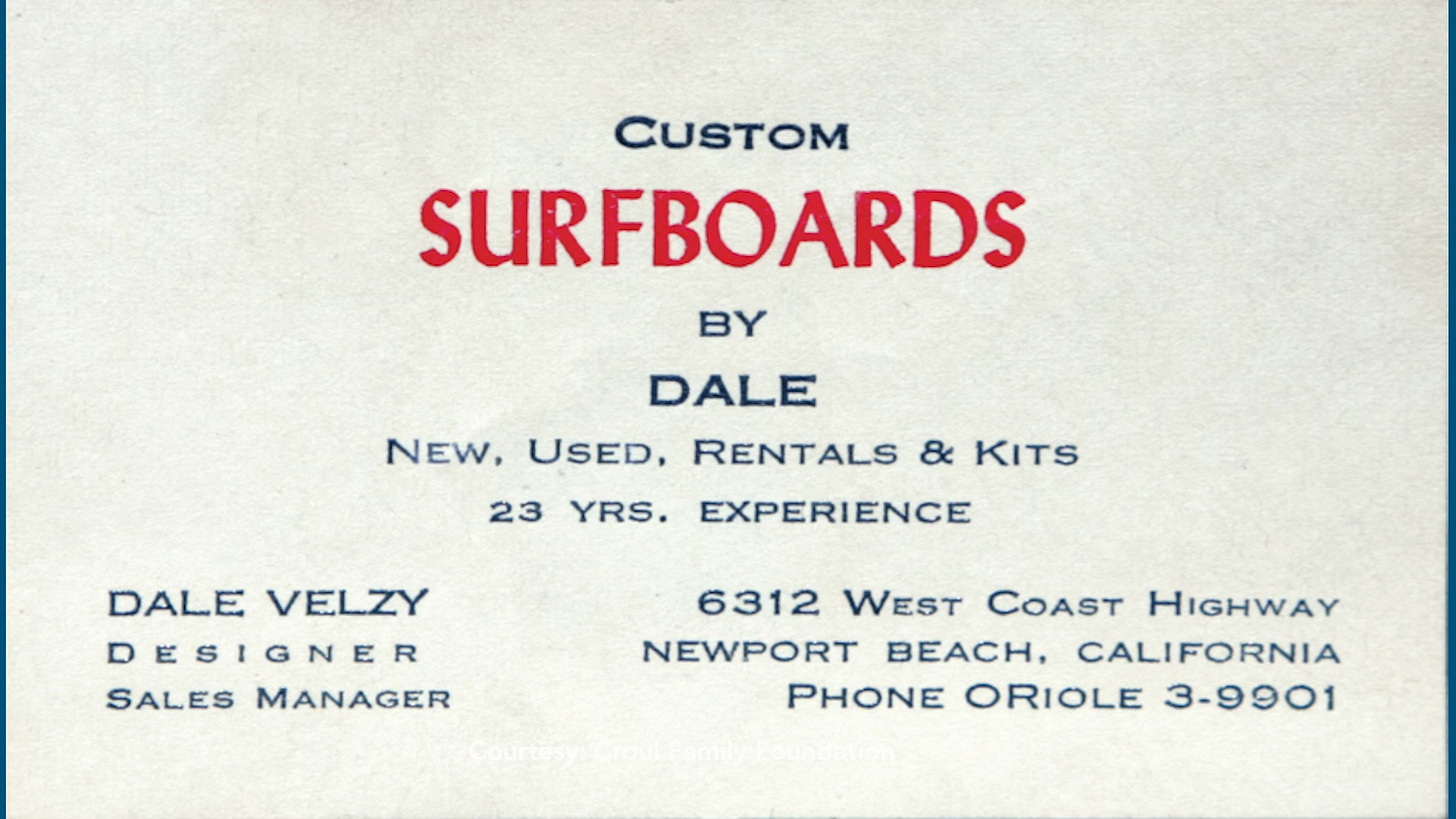 CUSTOM
SURFBOARDS
BY
DALE
NEW, USED, RENTALS & KITS
23 YRS. EXPERIENCE
DALE VELZY
DESIGNER
SALES MANAGER
6312 WEST COAST HIGHWAY
NEWPORT BEACH, CALIFORNIA
PHONE ORIOLE 3-9901
Courtesy: Croul Family Foundation